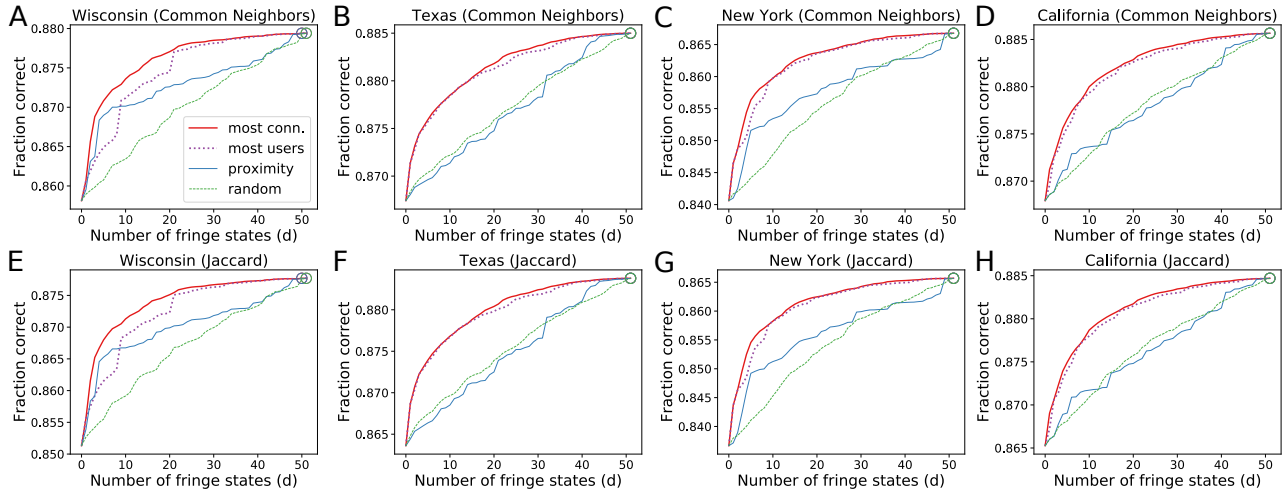 A
Wisconsin (Common Neighbors)
Fraction correct
0.880
0.875
0.870
0.865
0.860
0 10 20 30 40 50
Number of fringe states (d)
most conn.
most users
proximity
random
B
Texas (Common Neighbors)
Fraction correct
0.885
0.880
0.875
0.870
0 10 20 30 40 50
Number of fringe states (d)
C
New York (Common Neighbors)
Fraction correct
0.865
0.860
0.855
0.850
0.845
0.840
0 10 20 30 40 50
Number of fringe states (d)
D
California (Common Neighbors)
Fraction correct
0.885
0.880
0.875
0.870
0 10 20 30 40 50
Number of fringe states (d)
E
Wisconsin (Jaccard)
Fraction correct
0.875
0.870
0.865
0.860
0.855
0.850
0 10 20 30 40 50
Number of fringe states (d)
F
Texas (Jaccard)
Fraction correct
0.880
0.875
0.870
0.865
0 10 20 30 40 50
Number of fringe states (d)
G
New York (Jaccard)
Fraction correct
0.865
0.860
0.855
0.850
0.845
0.840
0 10 20 30 40 50
Number of fringe states (d)
H
California (Jaccard)
Fraction correct
0.885
0.880
0.875
0.870
0.865
0 10 20 30 40 50
Number of fringe states (d)